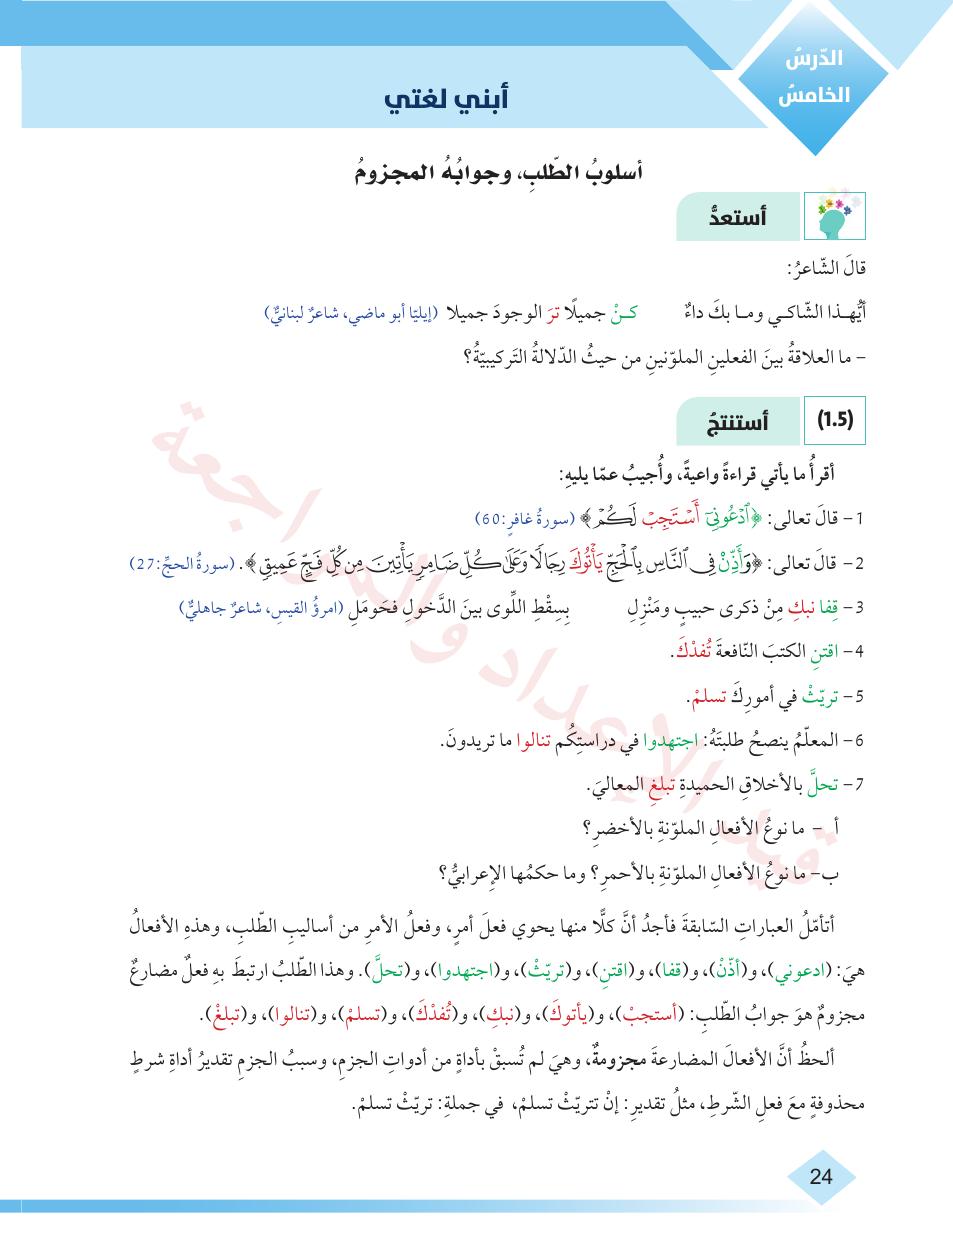 الدّرسُ
الخامسُ
أبني لغتي
أسلوبُ الطّلبِ، وجوابُهُ المجزومُ
أستعدُّ
قالَ الشّاعرُ:
أيُّهـذا الشّاكـي ومـا بكَ داءٌ كـنْ جميلًا ترَ الوجودَ جميلا (إيليّا أبو ماضي، شاعرٌ لبنانيٌّ)
– ما العلاقةُ بينَ الفعلينِ الملوّنينِ من حيثُ الدّلالةُ التّركيبيّةُ؟
(1.5)
أستنتجُ
أقرأُ ما يأتي قراءةً واعيةً، وأُجيبُ عمّا يليهِ:
1– قالَ تعالى: ﴿ٱدۡعُونِيٓ أَسۡتَجِبۡ لَكُمۡ﴾ (سورةُ غافرٍ:60)
2– قالَ تعالى: ﴿وَأَذِّنْ فِي ٱلنَّاسِ بِٱلْحَجِّ يَأْتُوكَ رِجَالًا وَعَلَىٰ كُلِّ ضَامِرٍ يَأْتِينَ مِن كُلِّ فَجٍّ عَمِيقٍ﴾. (سورةُ الحجِّ:27)
3– قِفا نبكِ مِنْ ذكرى حبيبٍ ومَنْزِلِ بِسِقْطِ اللِّوى بينَ الدَّخولِ فحَومَلِ (امرؤُ القيسِ، شاعرٌ جاهليٌّ)
4– اقتنِ الكتبَ النّافعةَ تُفدْكَ.
5– تريّثْ في أمورِكَ تسلمْ.
6– المعلّمُ ينصحُ طلبتَهُ: اجتهدوا في دراستِكُم تنالوا ما تريدونَ.
7– تحلَّ بالأخلاقِ الحميدةِ تبلغِ المعاليَ.
أ – ما نوعُ الأفعالِ الملوّنةِ بالأخضرِ؟
ب– ما نوعُ الأفعالِ الملوّنةِ بالأحمرِ؟ وما حكمُها الإعرابيُّ؟
أتأمّلُ العباراتِ السّابقةَ فأجدُ أنَّ كلًّا منها يحوي فعلَ أمرٍ، وفعلُ الأمرِ من أساليبِ الطّلبِ، وهذهِ الأفعالُ
هيَ: (ادعوني)، و(أذّنْ)، و(قفا)، و(اقتنِ)، و(تريّثْ)، و(اجتهدوا)، و(تحلَّ). وهذا الطّلبُ ارتبطَ بهِ فعلٌ مضارعٌ
مجزومٌ هوَ جوابُ الطّلبِ: (أستجبْ)، و(يأتوكَ)، و(نبكِ)، و(تُفدْكَ)، و(تسلمْ)، و(تنالوا)، و(تبلغْ).
ألحظُ أنَّ الأفعالَ المضارعةَ مجزومةٌ، وهيَ لم تُسبقْ بأداةٍ من أدواتِ الجزمِ، وسببُ الجزمِ تقديرُ أداةِ شرطٍ
محذوفةٍ معَ فعلِ الشّرطِ، مثلُ تقديرِ: إنْ تتريّثْ تسلمْ، في جملةِ: تريّثْ تسلمْ.
قيد الإعداد والمراجعة
24